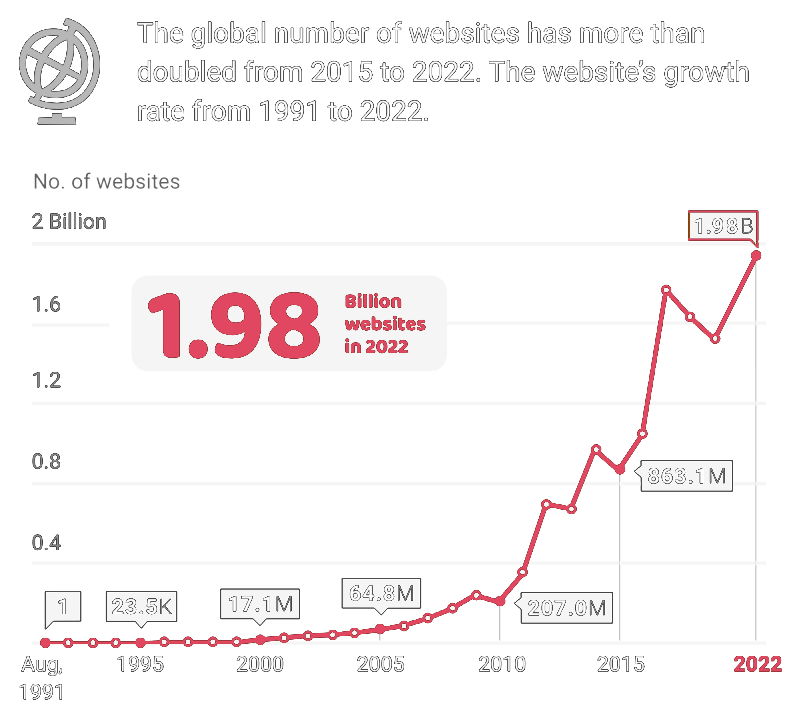 The global number of websites has more than
doubled from 2015 to 2022. The website's growth
rate from 1991 to 2022.
No. of websites
2 Billion
1.98B
1.6
1.98
Billion
websites
in 2022
1.2
0.8
863.1M
0.4
1
23.5K
17.1M
64.8M
207.0M
Aug,
1991
1995
2000
2005
2010
2015
2022